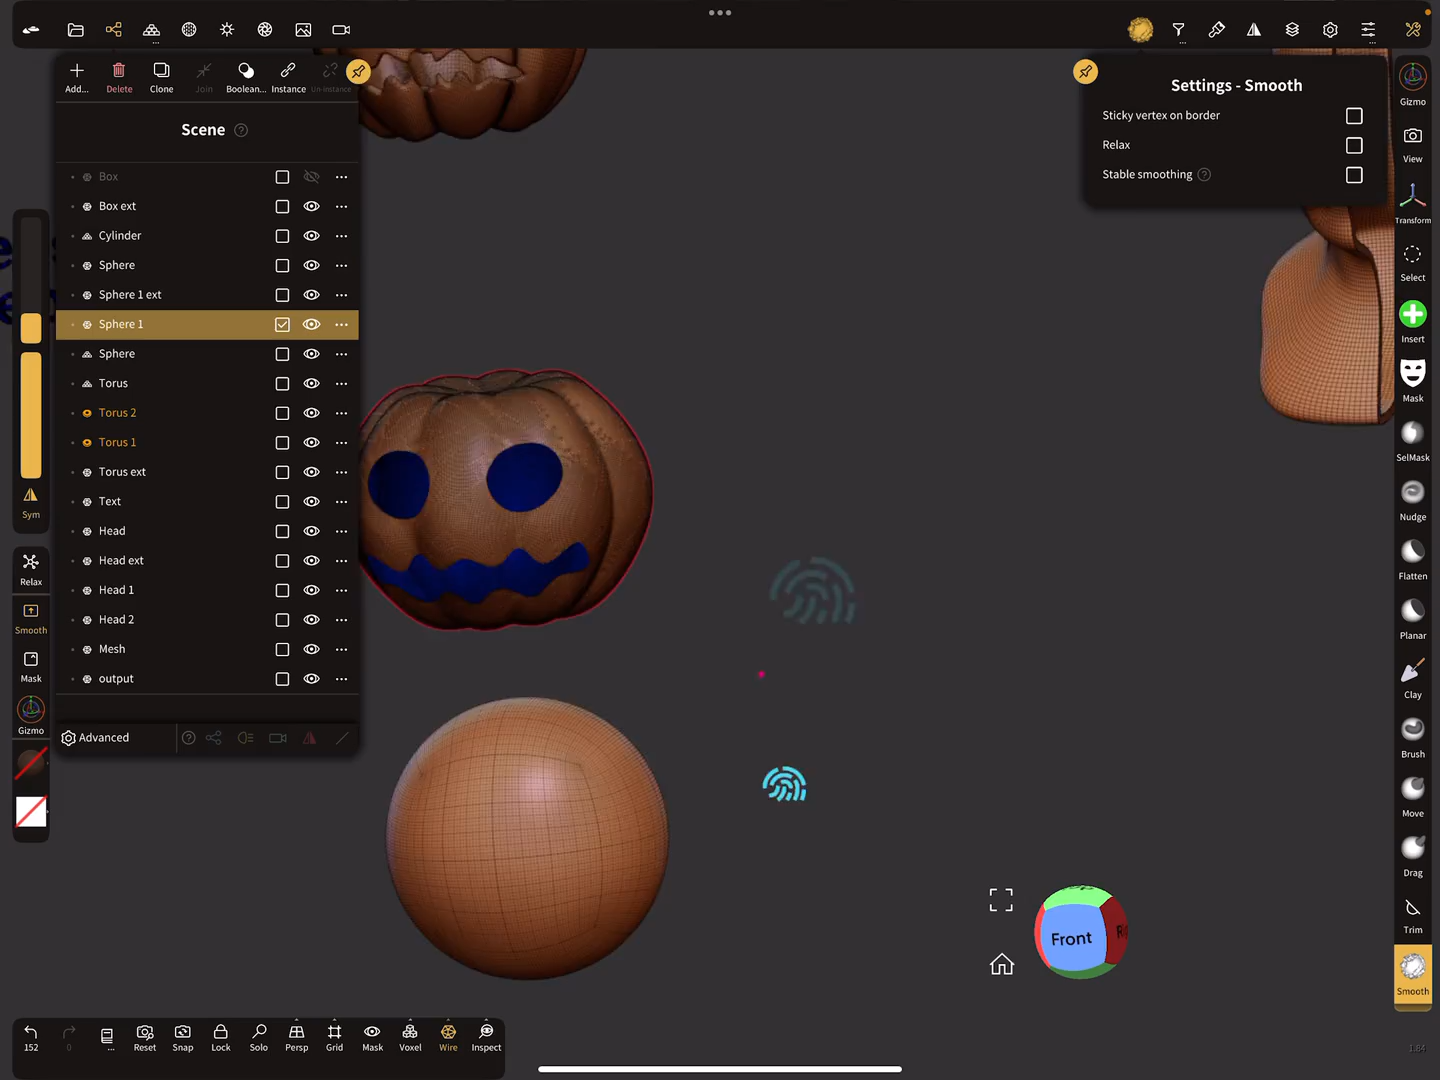 Add...
Delete
Clone
Join
Boolean...
Instance
Un-instance
Scene
Box
Box ext
Cylinder
Sphere
Sphere 1 ext
Sphere 1
Sphere
Torus
Torus 2
Torus 1
Torus ext
Text
Head
Head ext
Head 1
Head 2
Mesh
output
Advanced
Sym
Relax
Smooth
Mask
Gizmo
Settings - Smooth
Sticky vertex on border
Relax
Stable smoothing
Gizmo
View
Transform
Select
Insert
Mask
SelMask
Nudge
Flatten
Planar
Clay
Brush
Move
Drag
Trim
Smooth
Front
152
0
...
Reset
Snap
Lock
Solo
Persp
Grid
Mask
Voxel
Wire
Inspect
1.84